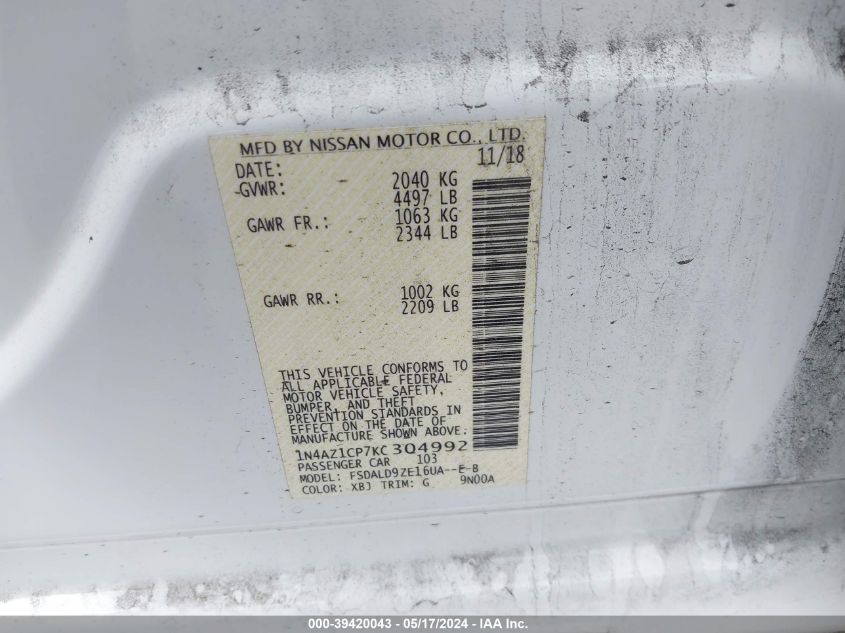 MFD BY NISSAN MOTOR CO., LTD.
DATE: 11/18
GVWR: 2040 KG
4497 LB
GAWR FR.: 1063 KG
2344 LB
GAWR RR.: 1002 KG
2209 LB
THIS VEHICLE CONFORMS TO
ALL APPLICABLE FEDERAL
MOTOR VEHICLE SAFETY,
BUMPER, AND THEFT
PREVENTION STANDARDS IN
EFFECT ON THE DATE OF
MANUFACTURE SHOWN ABOVE.
1N4AZ1CP7KC304992
PASSENGER CAR 103
MODEL: FSDALD9ZE16UA--E-B
COLOR: XBJ TRIM: G 9N00A
000-39420043 - 05/17/2024 - IAA Inc.